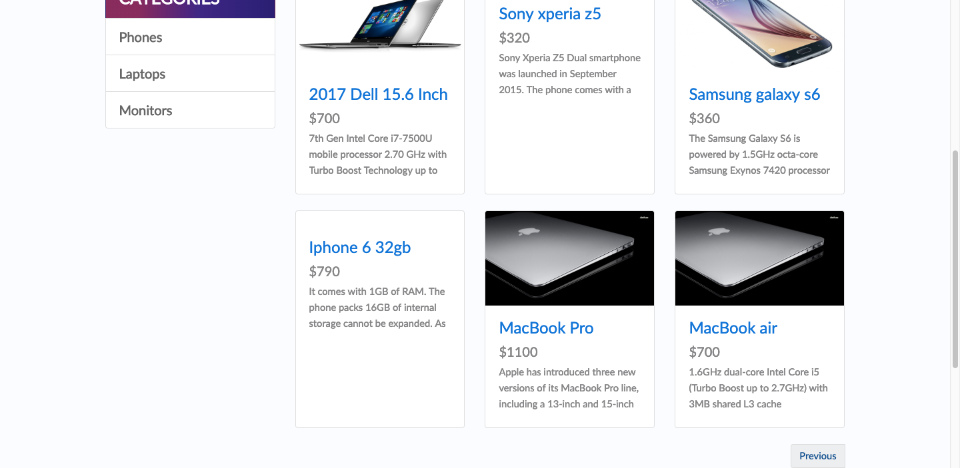 CATEGORIES
Phones
Laptops
Monitors
2017 Dell 15.6 Inch
$700
7th Gen Intel Core i7-7500U
mobile processor 2.70 GHz with
Turbo Boost Technology up to
Sony xperia z5
$320
Sony Xperia Z5 Dual smartphone
was launched in September
2015. The phone comes with a
Samsung galaxy s6
$360
The Samsung Galaxy S6 is
powered by 1.5GHz octa-core
Samsung Exynos 7420 processor
Iphone 6 32gb
$790
It comes with 1GB of RAM. The
phone packs 16GB of internal
storage cannot be expanded. As
MacBook Pro
$1100
Apple has introduced three new
versions of its MacBook Pro line,
including a 13-inch and 15-inch
MacBook air
$700
1.6GHz dual-core Intel Core i5
(Turbo Boost up to 2.7GHz) with
3MB shared L3 cache
Previous